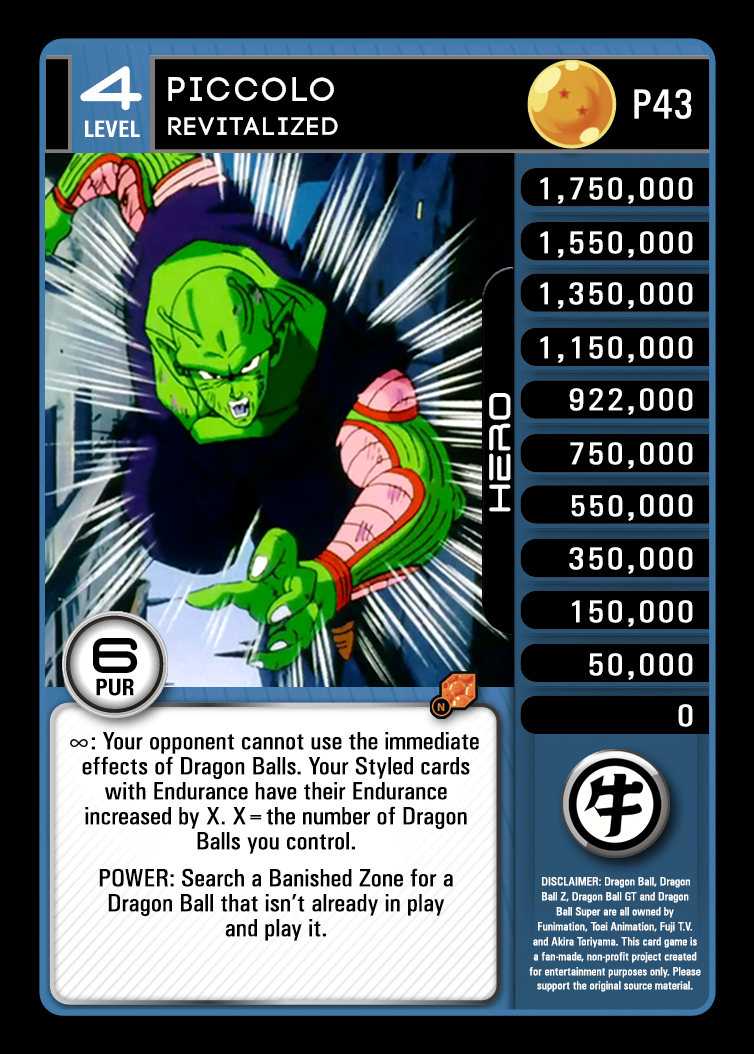 4
LEVEL
PICCOLO
REVITALIZED
P43
1,750,000
1,550,000
1,350,000
1,150,000
922,000
750,000
550,000
350,000
150,000
50,000
0
HERO
6
PUR
N
∞: Your opponent cannot use the immediate
effects of Dragon Balls. Your Styled cards
with Endurance have their Endurance
increased by X. X = the number of Dragon
Balls you control.
POWER: Search a Banished Zone for a
Dragon Ball that isn't already in play
and play it.
牛
DISCLAIMER: Dragon Ball, Dragon
Ball Z, Dragon Ball GT and Dragon
Ball Super are all owned by
Funimation, Toei Animation, Fuji T.V.
and Akira Toriyama. This card game is
a fan-made, non-profit project created
for entertainment purposes only. Please
support the original source material.